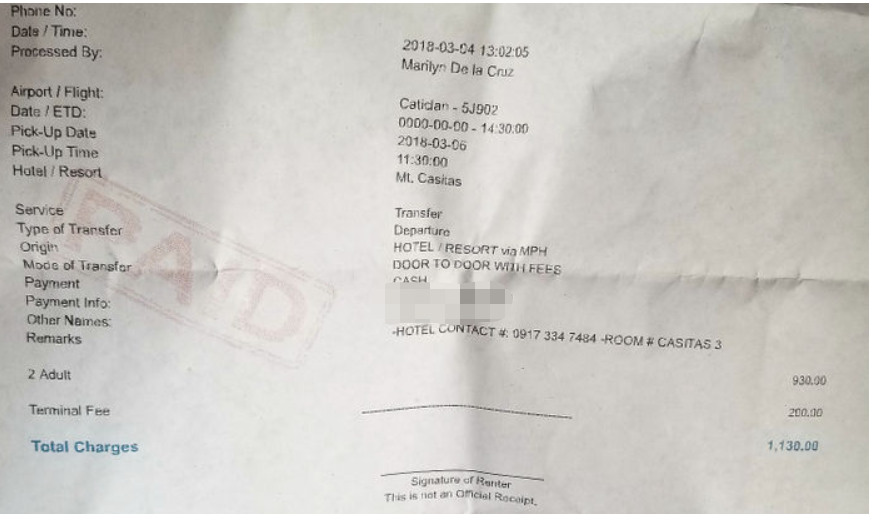 Phone No:
Date / Time: 2018-03-04 13:02:05
Processed By: Marilyn De la Cruz
Airport / Flight: Caticlan - 5J902
Date / ETD: 0000-00-00 - 14:30:00
Pick-Up Date 2018-03-06
Pick-Up Time 11:30:00
Hotel / Resort Mt. Casitas
Service Transfer
Type of Transfer Departure
Origin HOTEL / RESORT via MPH
Mode of Transfer DOOR TO DOOR WITH FEES
Payment CASH
Payment Info:
Other Names:
Remarks -HOTEL CONTACT #: 0917 334 7484 -ROOM # CASITAS 3
PAID
2 Adult 930.00
Terminal Fee 200.00
Total Charges 1,130.00
Signature of Renter
This is not an Official Receipt.